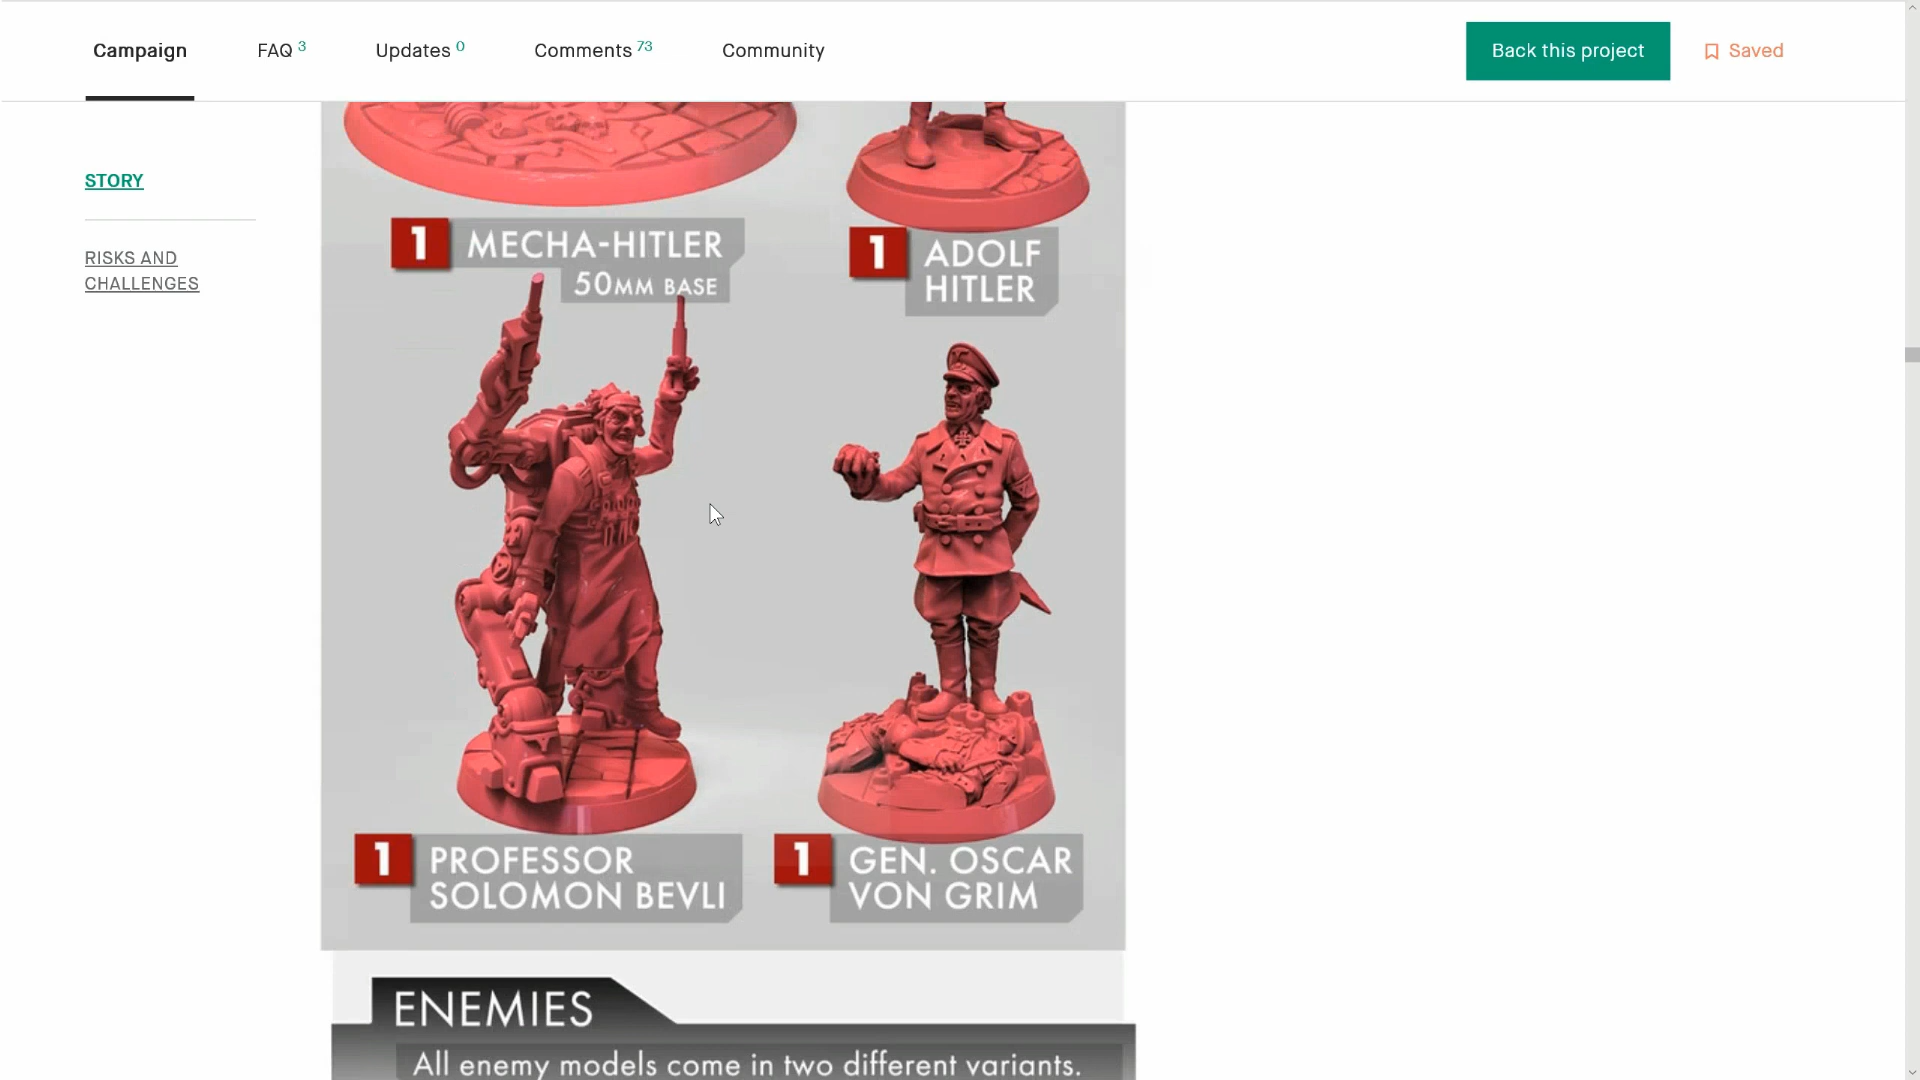 Campaign FAQ 3 Updates 0 Comments 73 Community Back this project Saved
STORY
RISKS AND
CHALLENGES
1 MECHA-HITLER
50MM BASE
1 ADOLF
HITLER
1 PROFESSOR
SOLOMON BEVLI
1 GEN. OSCAR
VON GRIM
ENEMIES
All enemy models come in two different variants.